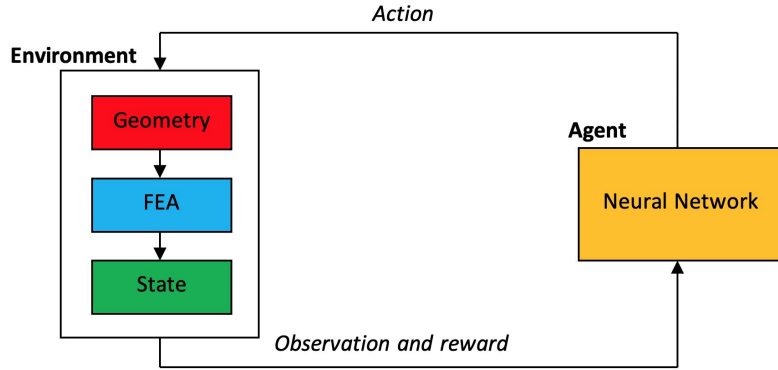 Action
Environment
Geometry
Agent
FEA
Neural Network
State
Observation and reward